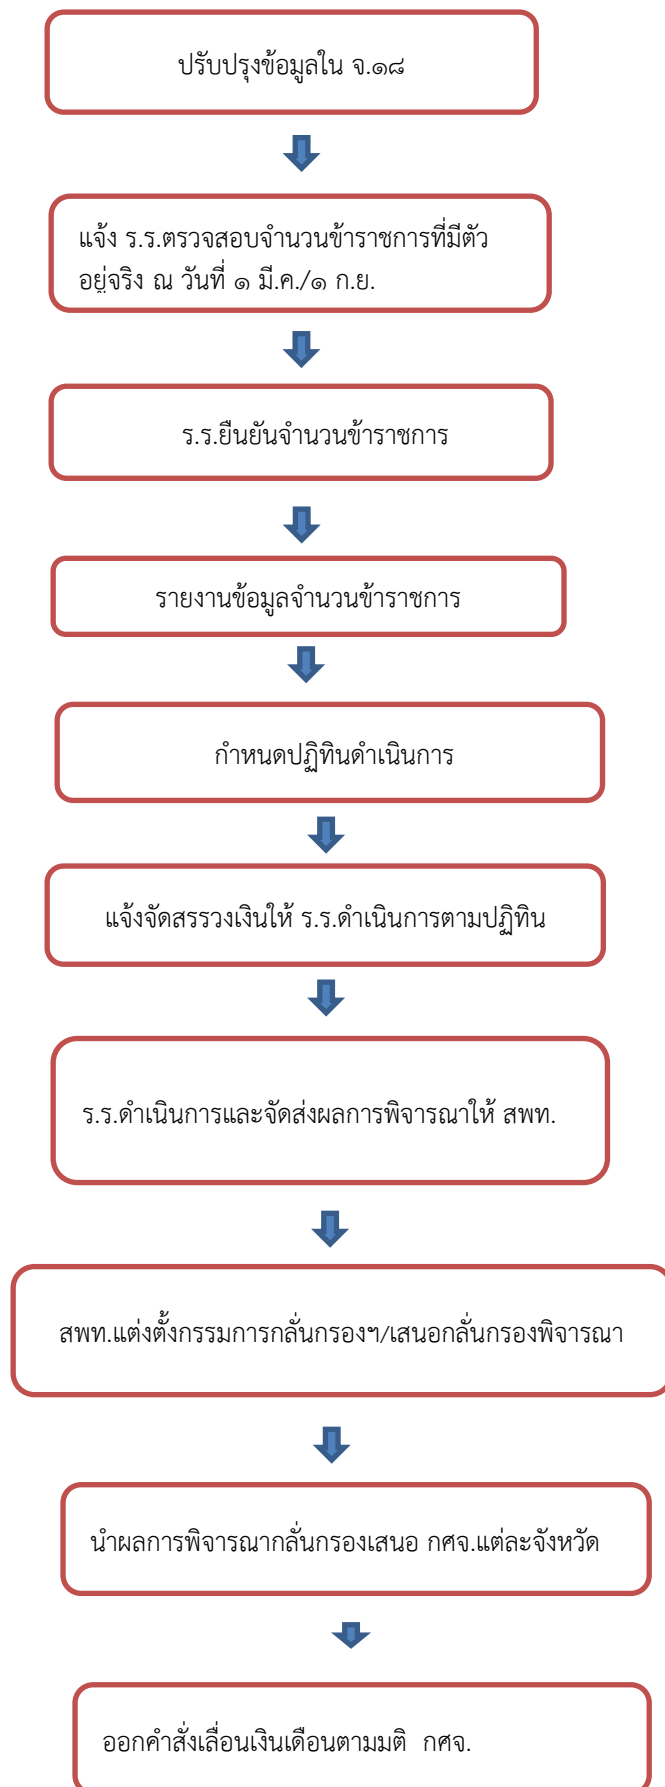 ปรับปรุงข้อมูลใน จ.๑๘
แจ้ง ร.ร.ตรวจสอบจำนวนข้าราชการที่มีตัว
อยู่จริง ณ วันที่ ๑ มี.ค./๑ ก.ย.
ร.ร.ยืนยันจำนวนข้าราชการ
รายงานข้อมูลจำนวนข้าราชการ
กำหนดปฏิทินดำเนินการ
แจ้งจัดสรรวงเงินให้ ร.ร.ดำเนินการตามปฏิทิน
ร.ร.ดำเนินการและจัดส่งผลการพิจารณาให้ สพท.
สพท.แต่งตั้งกรรมการกลั่นกรองฯ/เสนอกลั่นกรองพิจารณา
นำผลการพิจารณากลั่นกรองเสนอ กศจ.แต่ละจังหวัด
ออกคำสั่งเลื่อนเงินเดือนตามมติ กศจ.